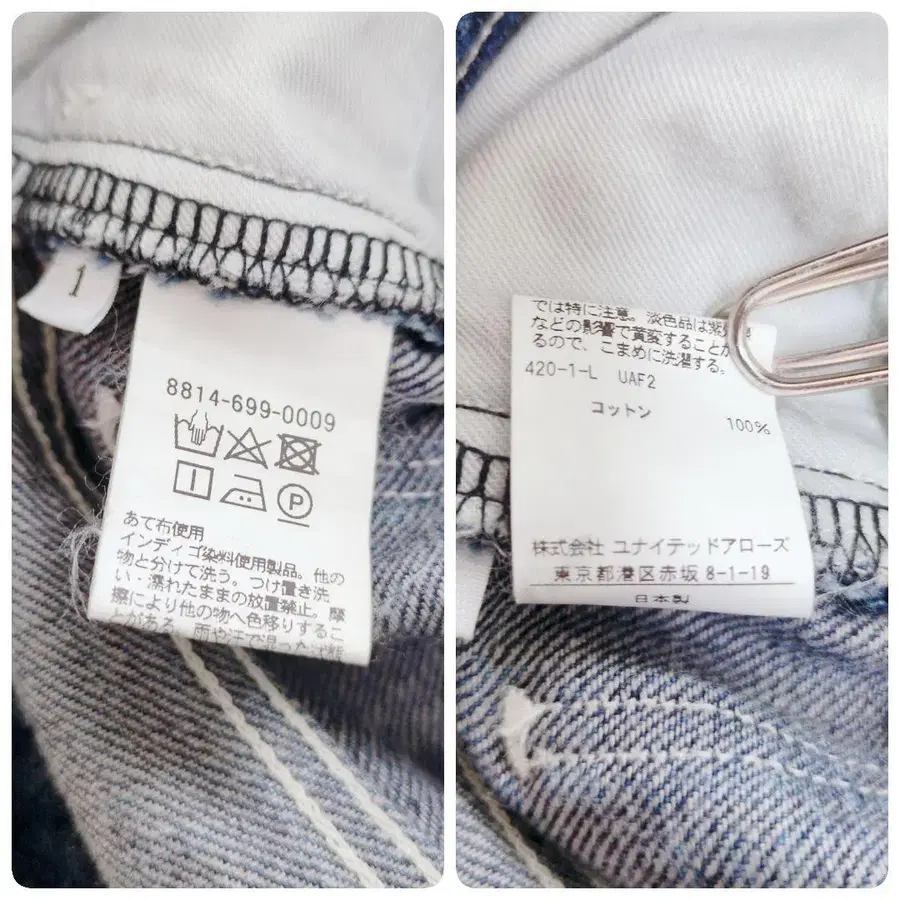 1
8814-699-0009
P
あて布使用
インディゴ染料使用製品。他の
物と分けて洗う。つけ置き洗
い・濡れたままの放置禁止。摩
擦により他の物へ色移りするこ
とがある。雨や汗で湿った状態
では特に注意。淡色品は紫外線
などの影響で黄変することが
るので、こまめに洗濯する。
420-1-L UAF2
コットン 100%
株式会社 ユナイテッドアローズ
東京都港区赤坂 8-1-19
日本製